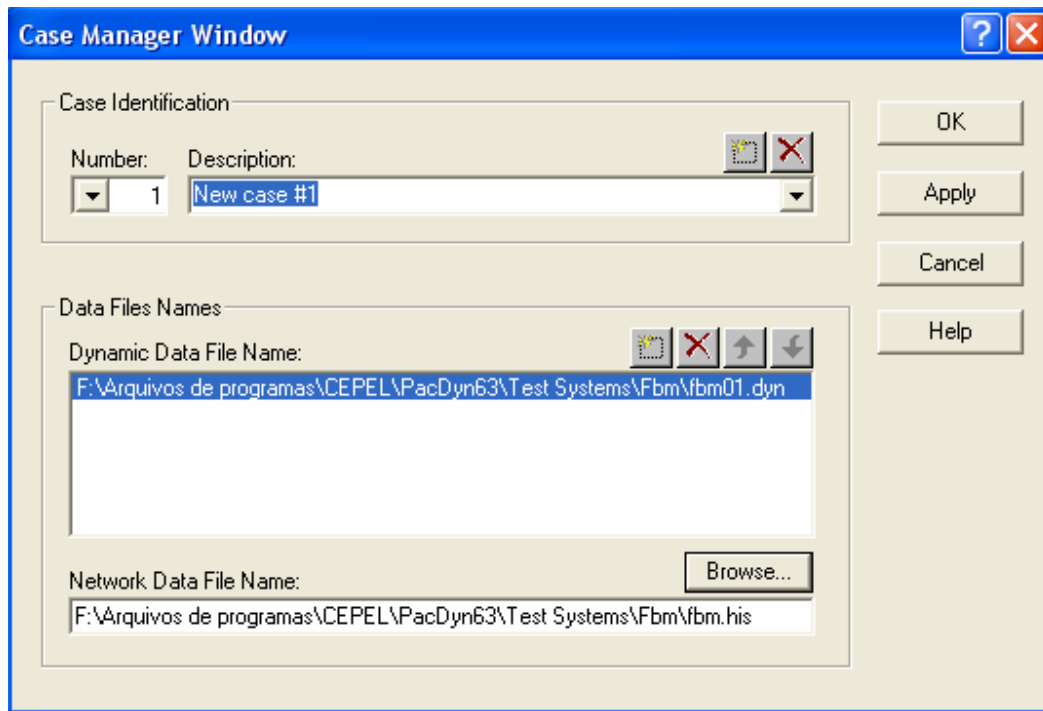 Case Manager Window
Case Identification
Number:
Description:
1
New case #1
OK
Apply
Cancel
Help
Data Files Names
Dynamic Data File Name:
F:\Arquivos de programas\CEPEL\PacDyn63\Test Systems\Fbm\fbm01.dyn
Browse...
Network Data File Name:
F:\Arquivos de programas\CEPEL\PacDyn63\Test Systems\Fbm\fbm.his